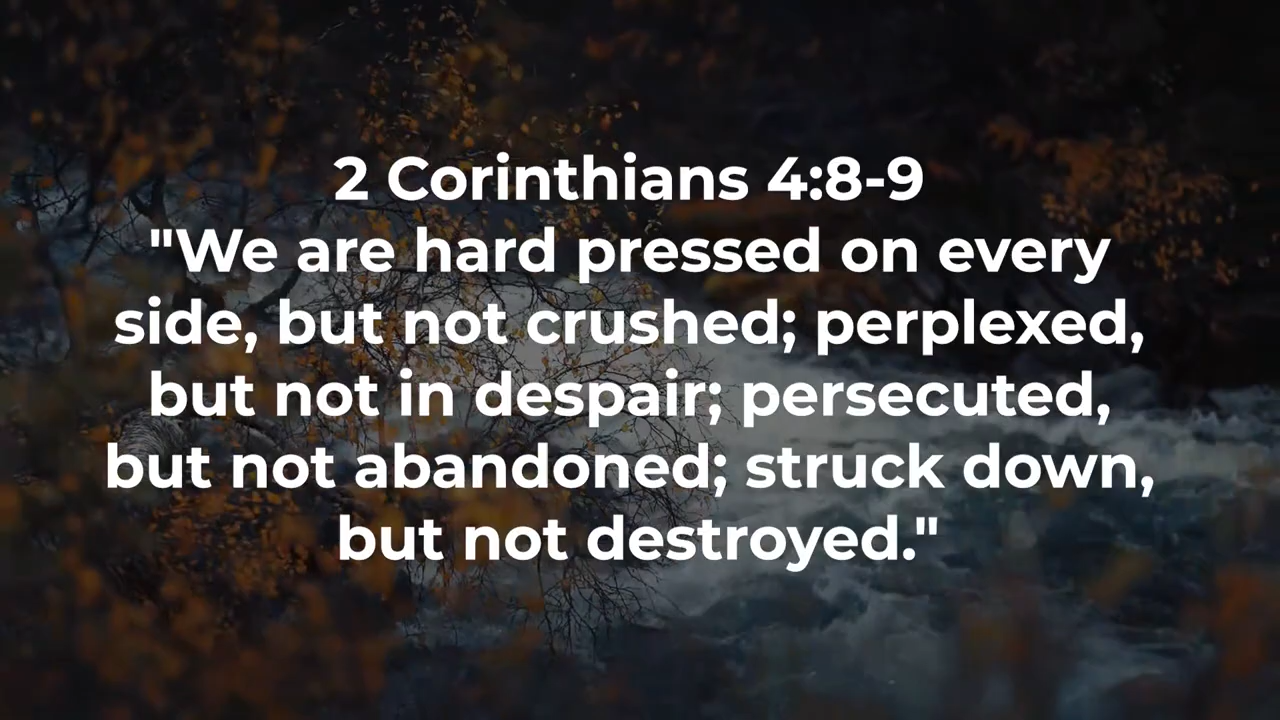 2 Corinthians 4:8-9
"We are hard pressed on every
side, but not crushed; perplexed,
but not in despair; persecuted,
but not abandoned; struck down,
but not destroyed."